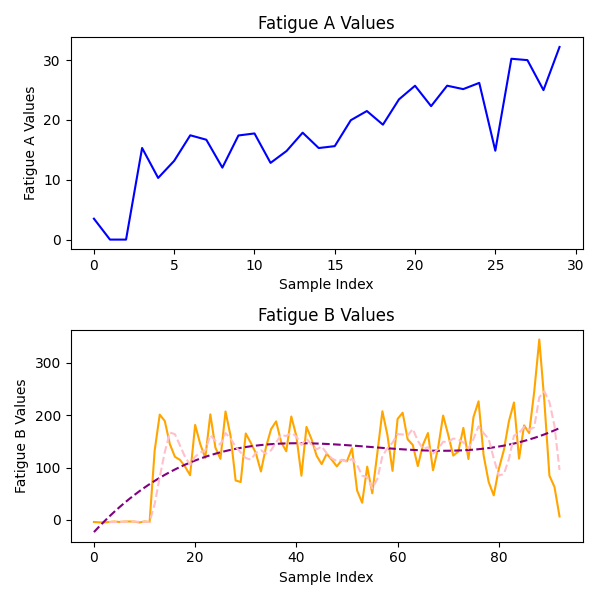 Fatigue A Values
Fatigue A Values
30
20
10
0
0 5 10 15 20 25 30
Sample Index
Fatigue B Values
Fatigue B Values
300
200
100
0
0 20 40 60 80
Sample Index